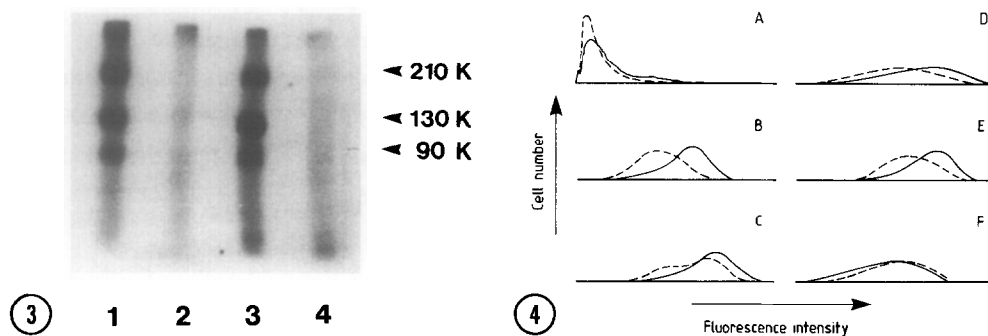 210 K
130 K
90 K
3 1 2 3 4
A D
B E
C F
Cell number
4 Fluorescence intensity